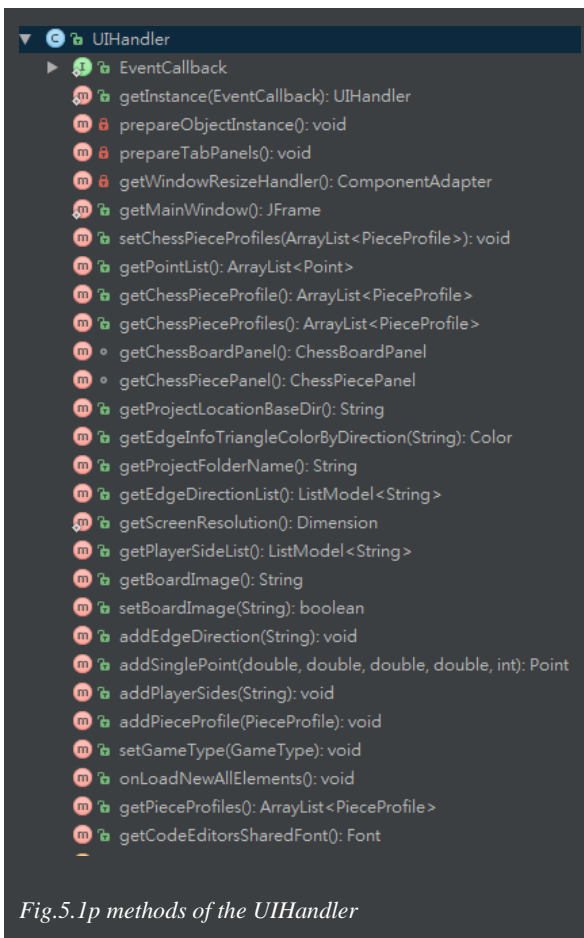 UIHandler
EventCallback
getInstance(EventCallback): UIHandler
prepareObjectInstance(): void
prepareTabPanels(): void
getWindowResizeHandler(): ComponentAdapter
getMainWindow(): JFrame
setChessPieceProfiles(ArrayList<PieceProfile>): void
getPointList(): ArrayList<Point>
getChessPieceProfile(): ArrayList<PieceProfile>
getChessPieceProfiles(): ArrayList<PieceProfile>
getChessBoardPanel(): ChessBoardPanel
getChessPiecePanel(): ChessPiecePanel
getProjectLocationBaseDir(): String
getEdgeInfoTriangleColorByDirection(String): Color
getProjectFolderName(): String
getEdgeDirectionList(): ListModel<String>
getScreenResolution(): Dimension
getPlayerSideList(): ListModel<String>
getBoardImage(): String
setBoardImage(String): boolean
addEdgeDirection(String): void
addSinglePoint(double, double, double, double, int): Point
addPlayerSides(String): void
addPieceProfile(PieceProfile): void
setGameType(GameType): void
onLoadNewAllElements(): void
getPieceProfiles(): ArrayList<PieceProfile>
getCodeEditorsSharedFont(): Font
Fig.5.1p methods of the UIHandler